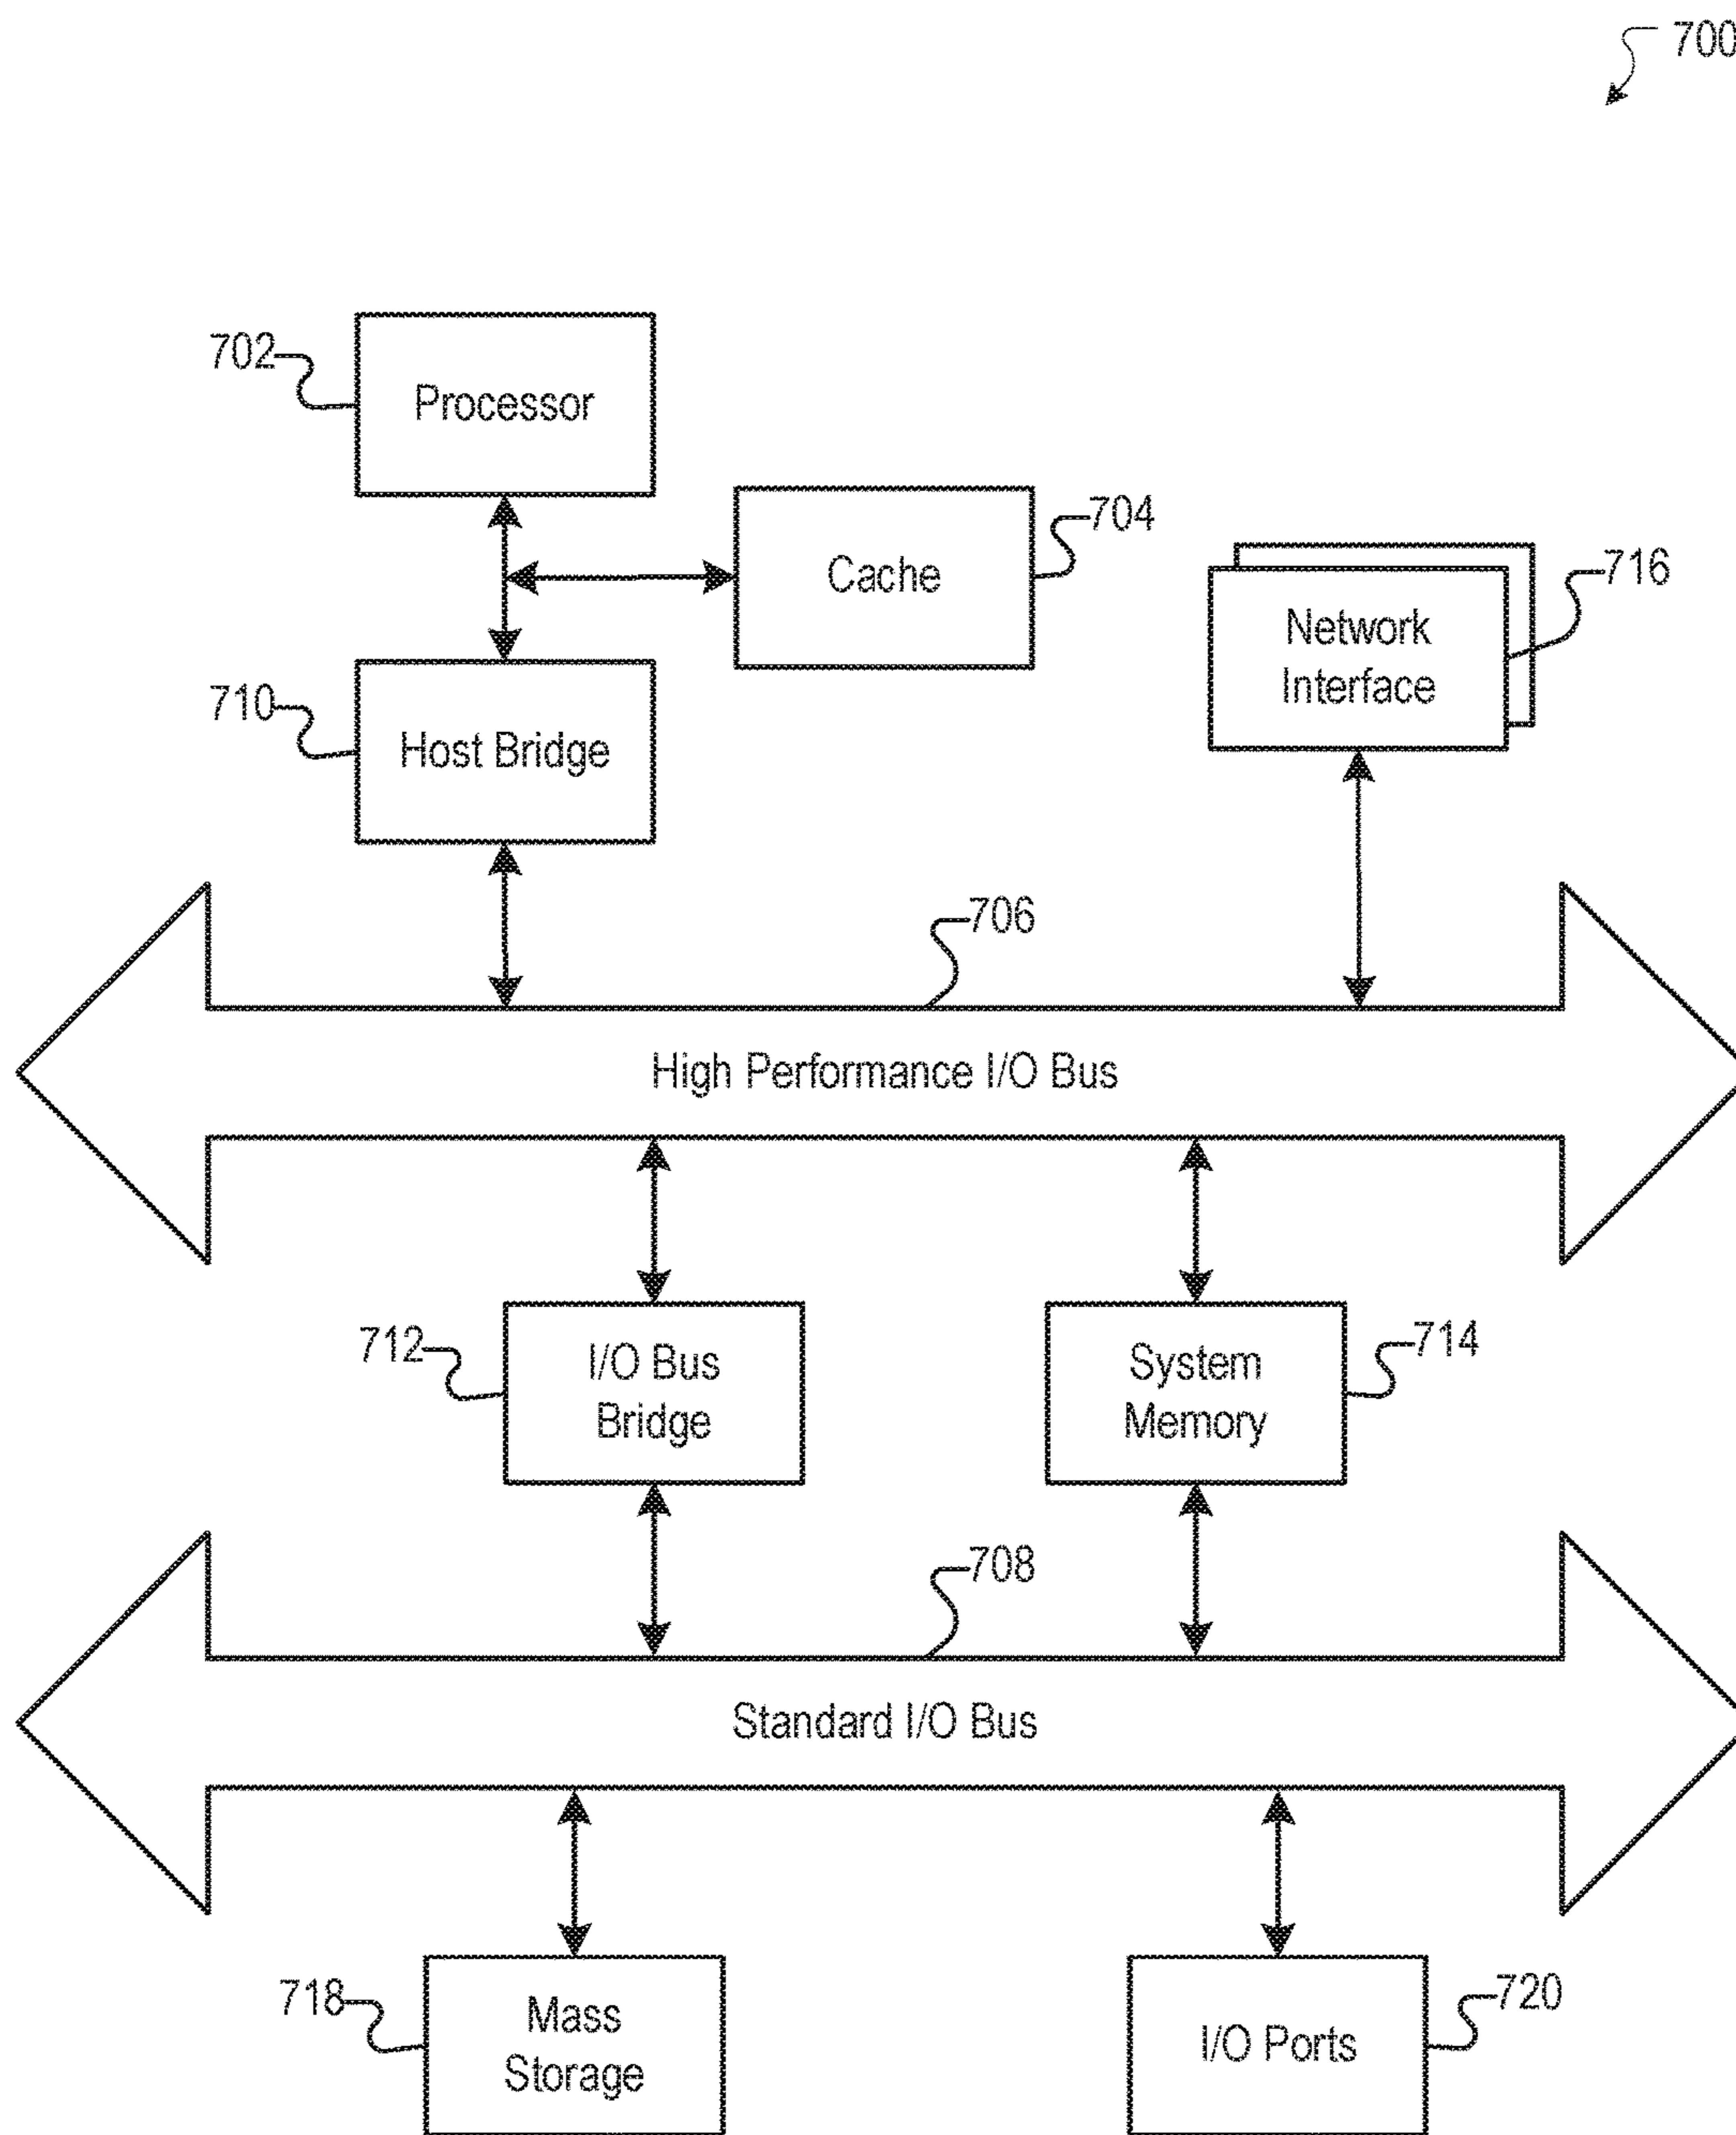 700
702
Processor
704
Cache
716
Network
Interface
710
Host Bridge
706
High Performance I/O Bus
712
I/O Bus
Bridge
System
Memory
714
708
Standard I/O Bus
718
Mass
Storage
I/O Ports
720